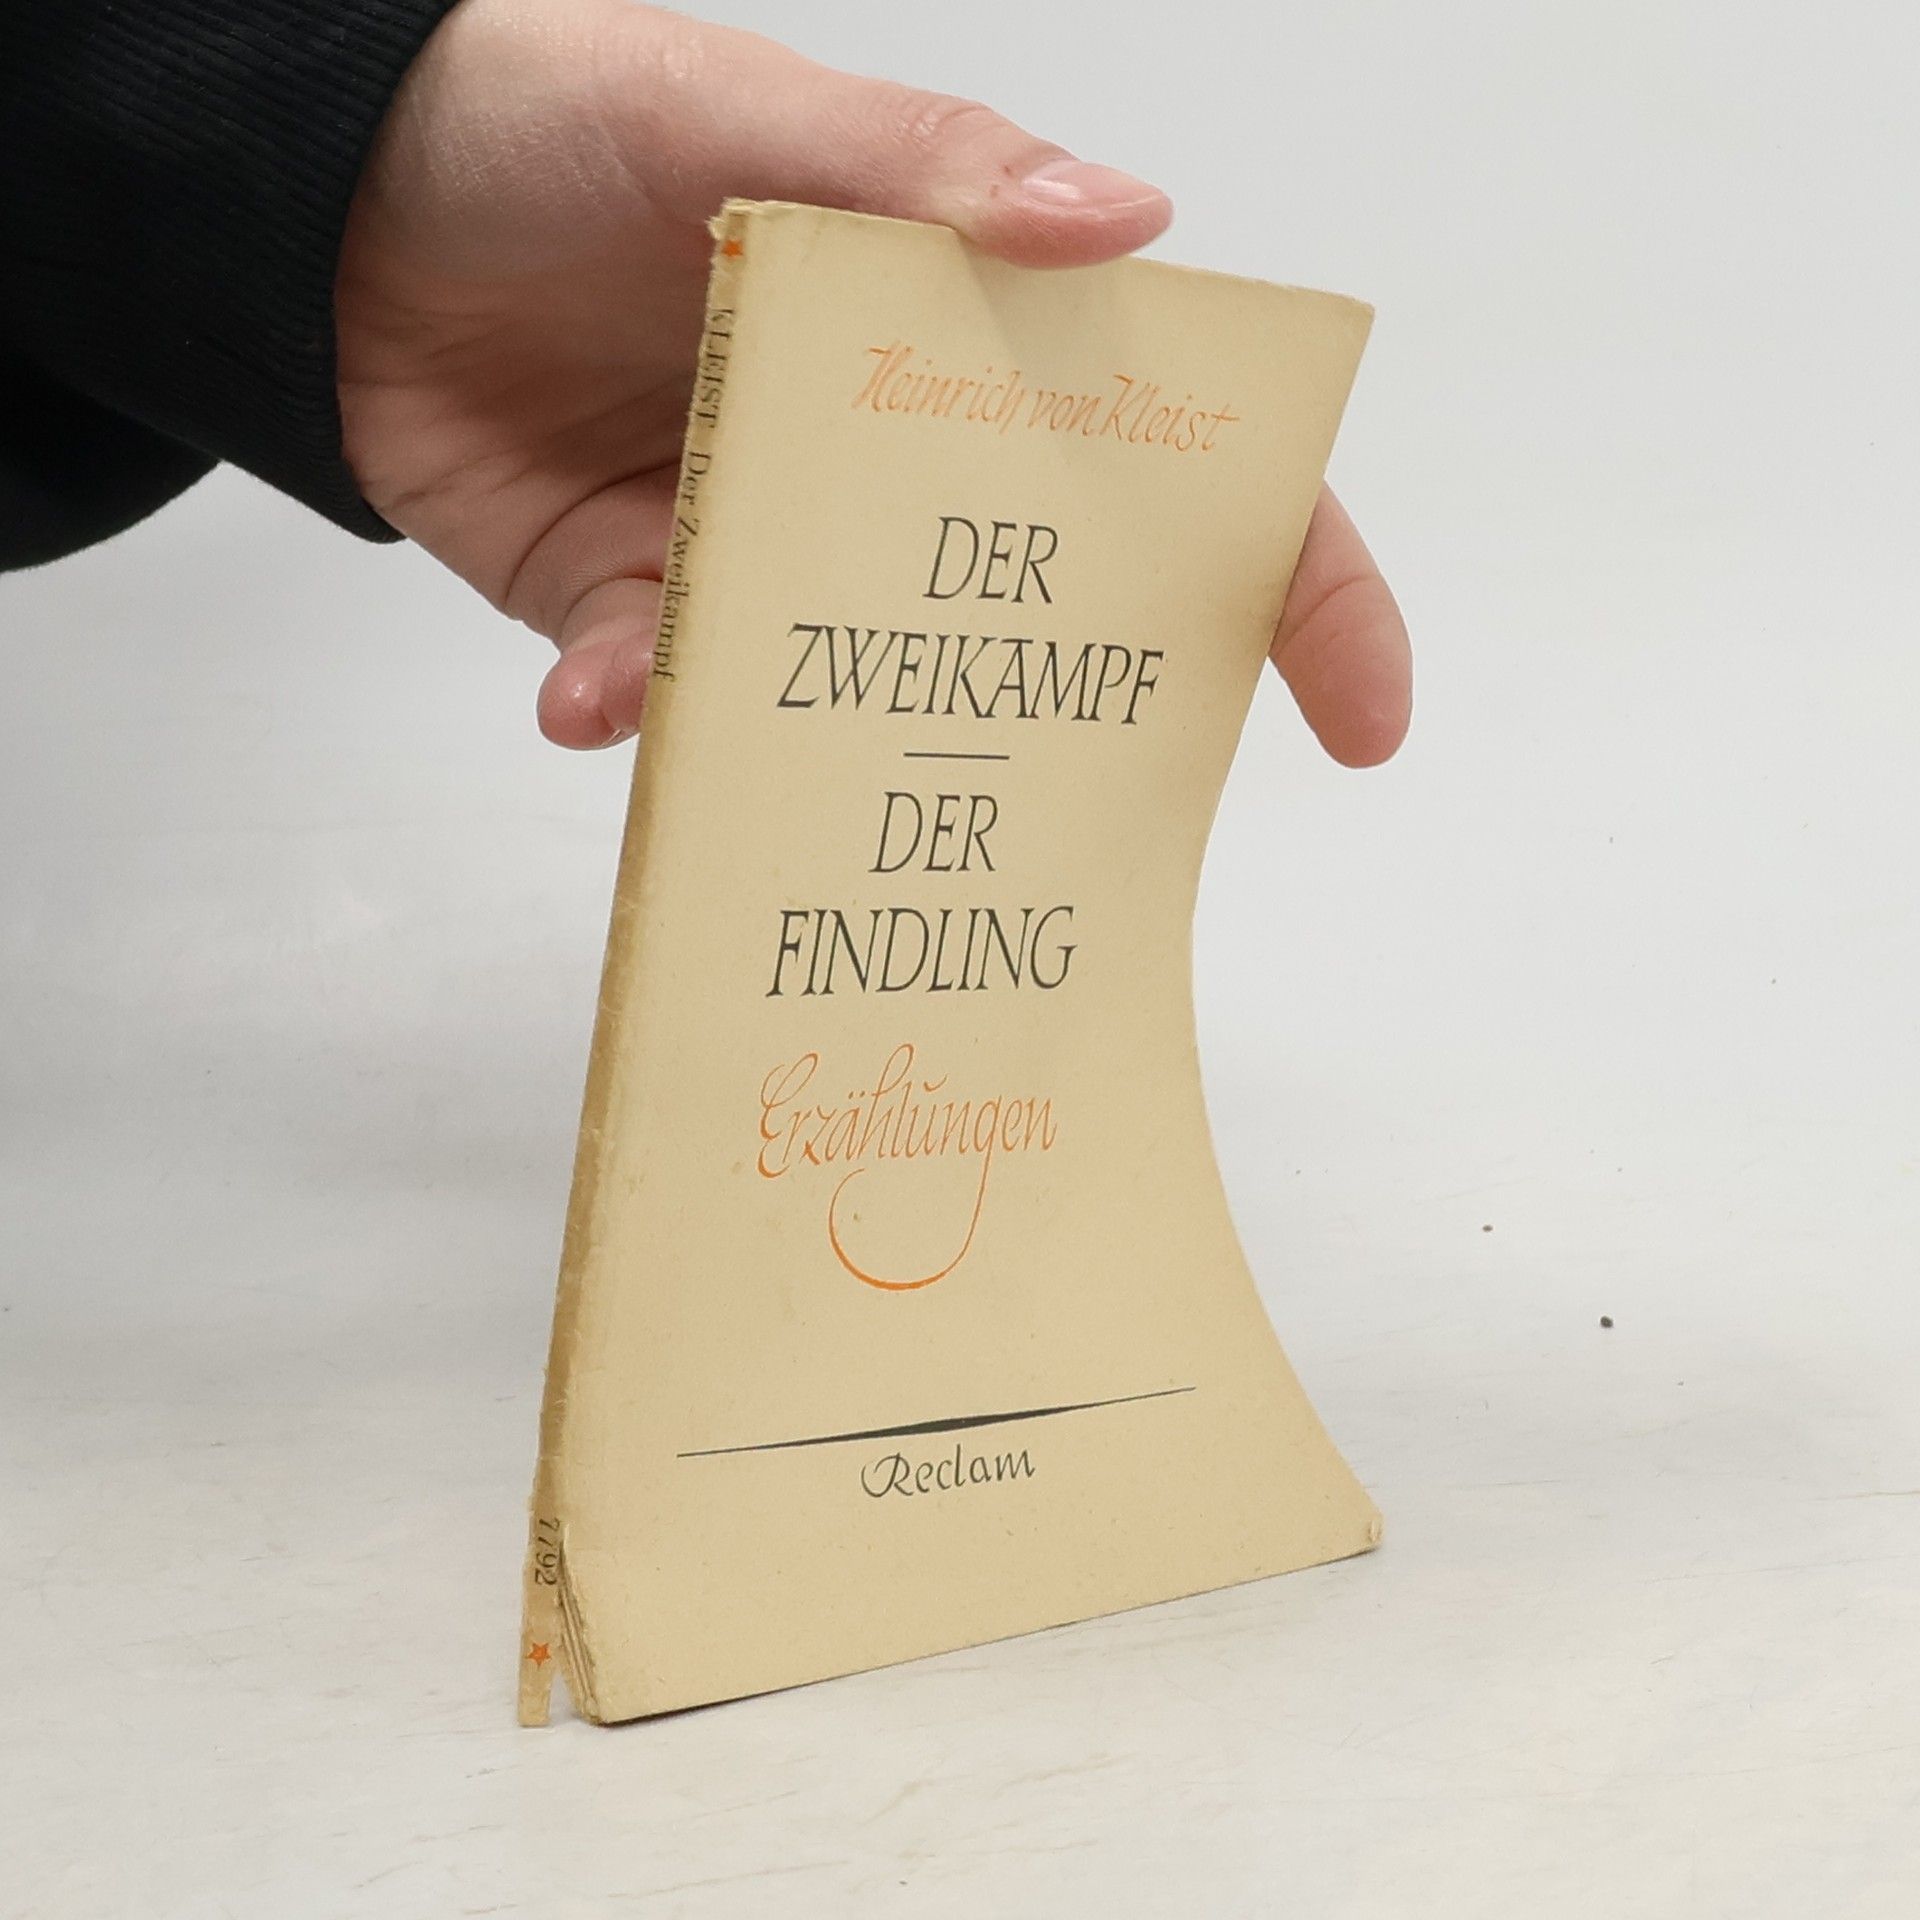 KLEIST Der Zweikampf
7792
Heinrich von Kleist
DER
ZWEIKAMPF
DER
FINDLING
Erzählungen
Reclam